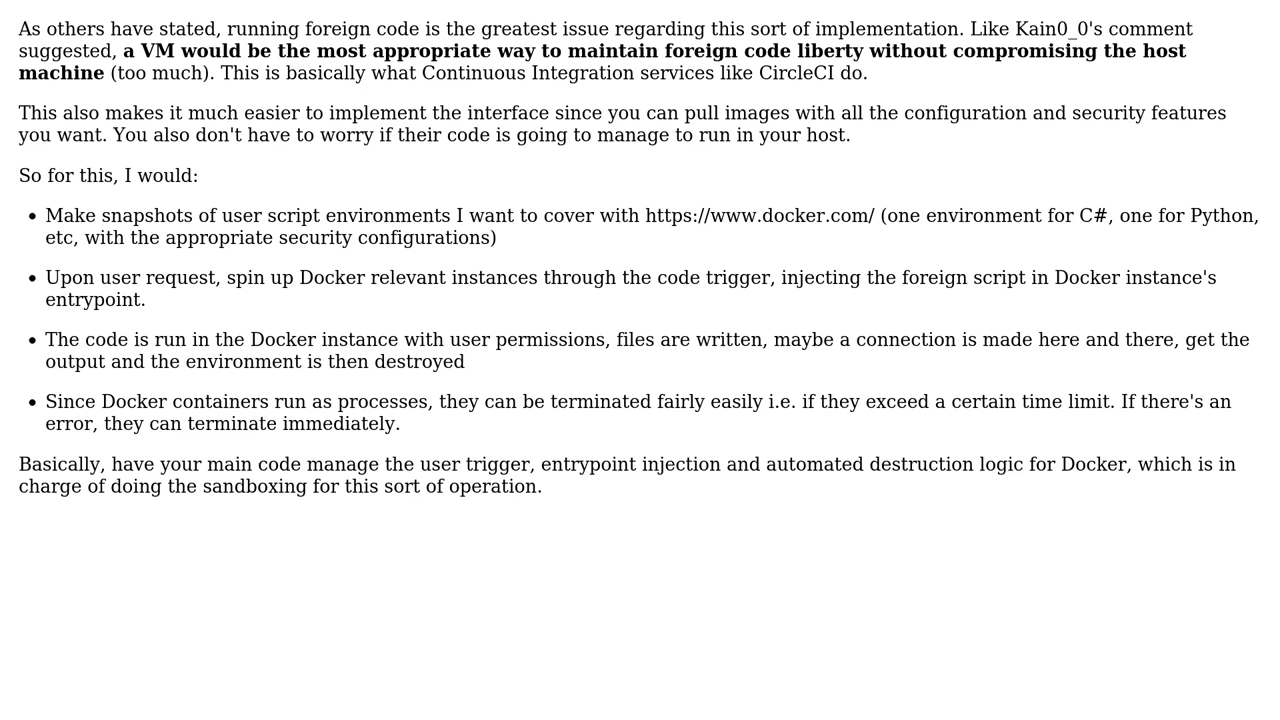 As others have stated, running foreign code is the greatest issue regarding this sort of implementation. Like Kain0_0's comment
suggested, a VM would be the most appropriate way to maintain foreign code liberty without compromising the host
machine (too much). This is basically what Continuous Integration services like CircleCI do.
This also makes it much easier to implement the interface since you can pull images with all the configuration and security features
you want. You also don't have to worry if their code is going to manage to run in your host.
So for this, I would:
• Make snapshots of user script environments I want to cover with https://www.docker.com/ (one environment for C#, one for Python,
etc, with the appropriate security configurations)
• Upon user request, spin up Docker relevant instances through the code trigger, injecting the foreign script in Docker instance's
entrypoint.
• The code is run in the Docker instance with user permissions, files are written, maybe a connection is made here and there, get the
output and the environment is then destroyed
• Since Docker containers run as processes, they can be terminated fairly easily i.e. if they exceed a certain time limit. If there's an
error, they can terminate immediately.
Basically, have your main code manage the user trigger, entrypoint injection and automated destruction logic for Docker, which is in
charge of doing the sandboxing for this sort of operation.